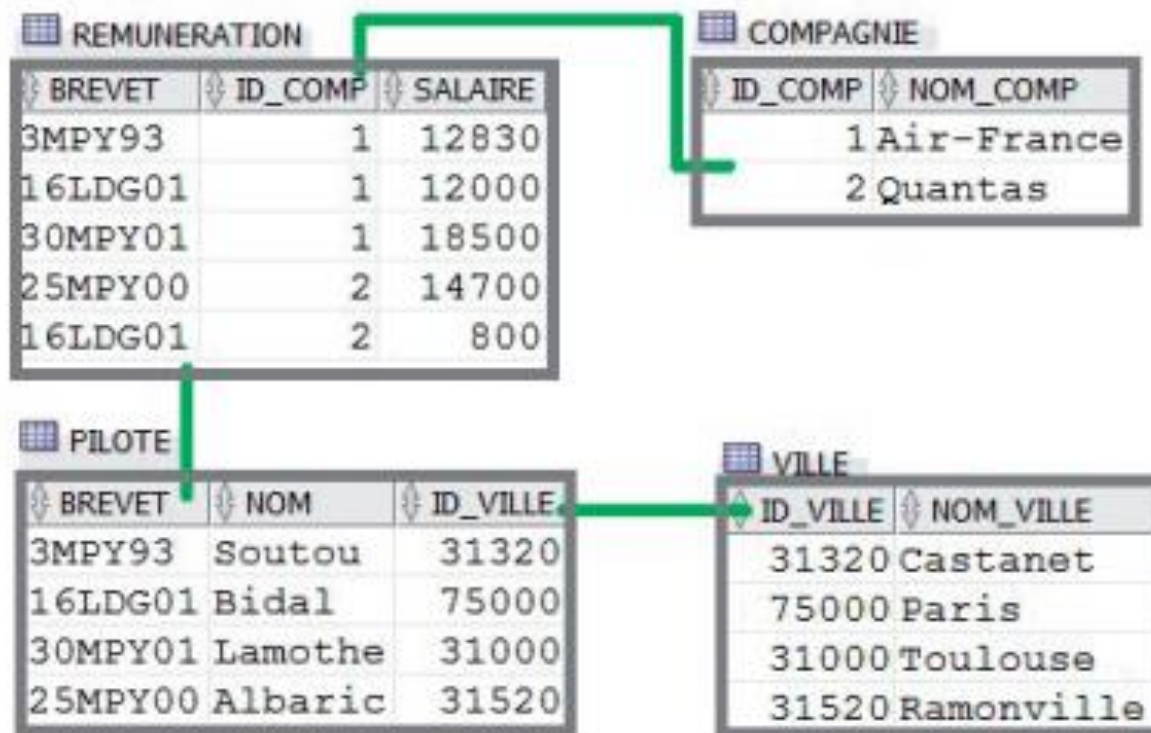 REMUNERATION
BREVET ID_COMP SALAIRE
3MPY93 1 12830
16LDG01 1 12000
30MPY01 1 18500
25MPY00 2 14700
16LDG01 2 800
COMPAGNIE
ID_COMP NOM_COMP
1 Air-France
2 Quantas
PILOTE
BREVET NOM ID_VILLE
3MPY93 Soutou 31320
16LDG01 Bidal 75000
30MPY01 Lamothe 31000
25MPY00 Albaric 31520
VILLE
ID_VILLE NOM_VILLE
31320 Castanet
75000 Paris
31000 Toulouse
31520 Ramonville